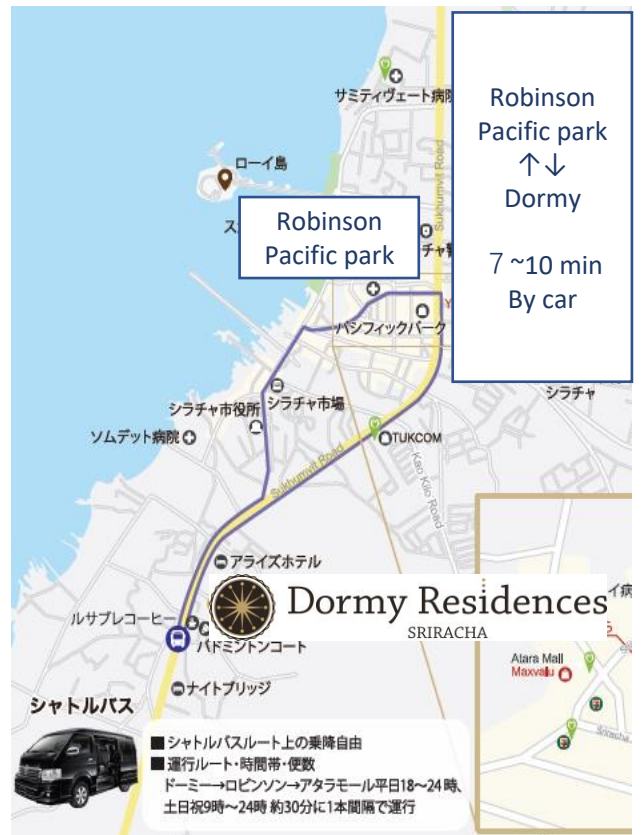 サミティヴェート病院
Robinson
Pacific park
↑↓
Dormy
7 ~10 min
By car
Sukhumvit Road
ローイ島
Robinson
Pacific park
パシフィックパーク
シラチャ
シラチャ市場
シラチャ市役所
ソムデット病院
TUKCOM
Sukhumvit Road
Kao Kilo Road
アライズホテル
Dormy Residences
SRIRACHA
ルサブレコーヒー
バドミントンコート
ナイトブリッジ
Atara Mall
Maxvalu
Sriracha
シャトルバス
■シャトルバスルート上の乗降自由
■運行ルート・時間帯・便数
ドーミー→ロビンソン→アタラモール平日18～24時、
土日祝9時～24時 約30分に1本間隔で運行